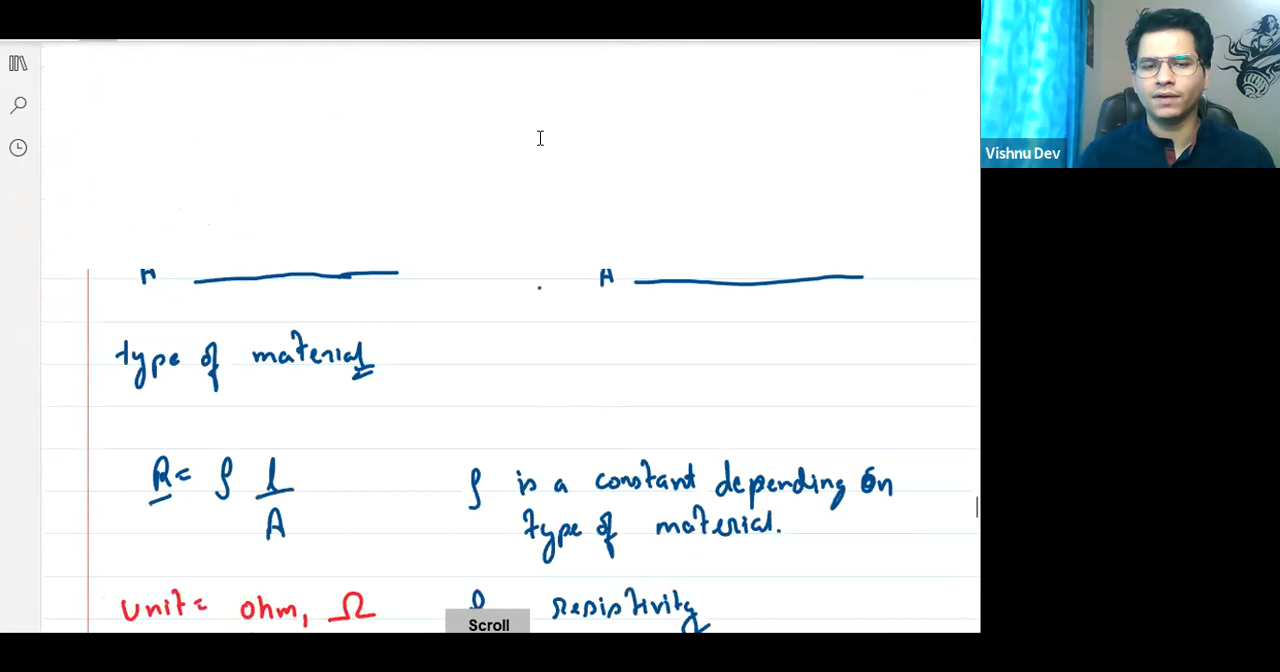 Vishnu Dev
A A
type of material
R = ρ l/A ρ is a constant depending on
type of material.
unit = ohm, Ω ρ resistivity
Scroll